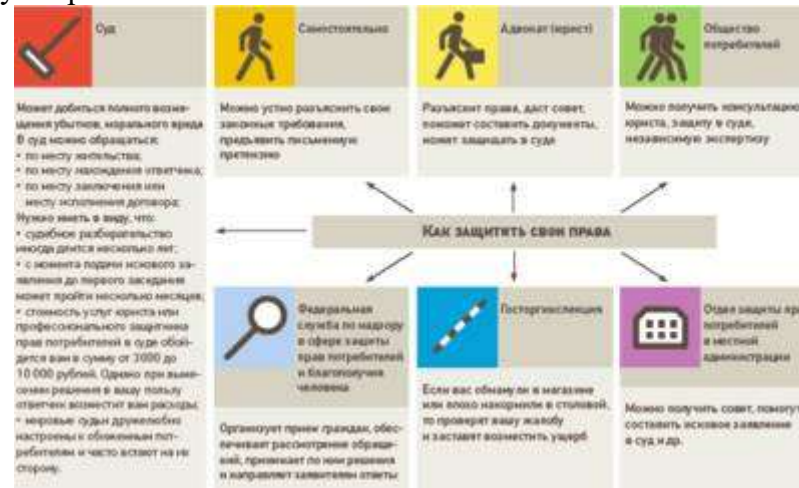 Суд
Может добиться полного возме-
щения убытков, морального вреда
В суд можно обращаться:
• по месту жительства;
• по месту нахождения ответчика;
• по месту заключения или
месту исполнения договора;
Нужно иметь в виду, что:
• судебное разбирательство
иногда длится несколько лет;
• с момента подачи искового за-
явления до первого заседания
может пройти несколько месяцев;
• стоимость услуг юриста или
профессионального защитника
прав потребителей в суде обой-
дется вам в сумму от 3000 до
10 000 рублей. Однако при выне-
сении решения в вашу пользу
ответчик возместит вам расходы;
• мировые судьи дружелюбно
настроены к обиженным пот-
ребителям и часто встают на их
сторону.
Самостоятельно
Можно устно разъяснить свои
законные требования,
предъявить письменную
претензию
Адвокат (юрист)
Разъяснит права, даст совет,
поможет составить документы,
может защищать в суде
Общество
потребителей
Можно получить консультацию
юриста, защиту в суде,
независимую экспертизу
Как защитять свои права
Федеральная
служба по надзору
в сфере защиты
прав потребителей
и благополучия
человека
Организует прием граждан, обес-
печивает рассмотрение обраще-
ний, принимает по ним решения
и направляет заявителям ответы
Госторгинспекция
Если вас обманули в магазине
или плохо накормили в столовой,
то проверят вашу жалобу
и заставят возместить ущерб
Отдел защиты пр
потребителей
в местной
администрации
Можно получить совет, помогут
составить исковое заявление
в суд и др.